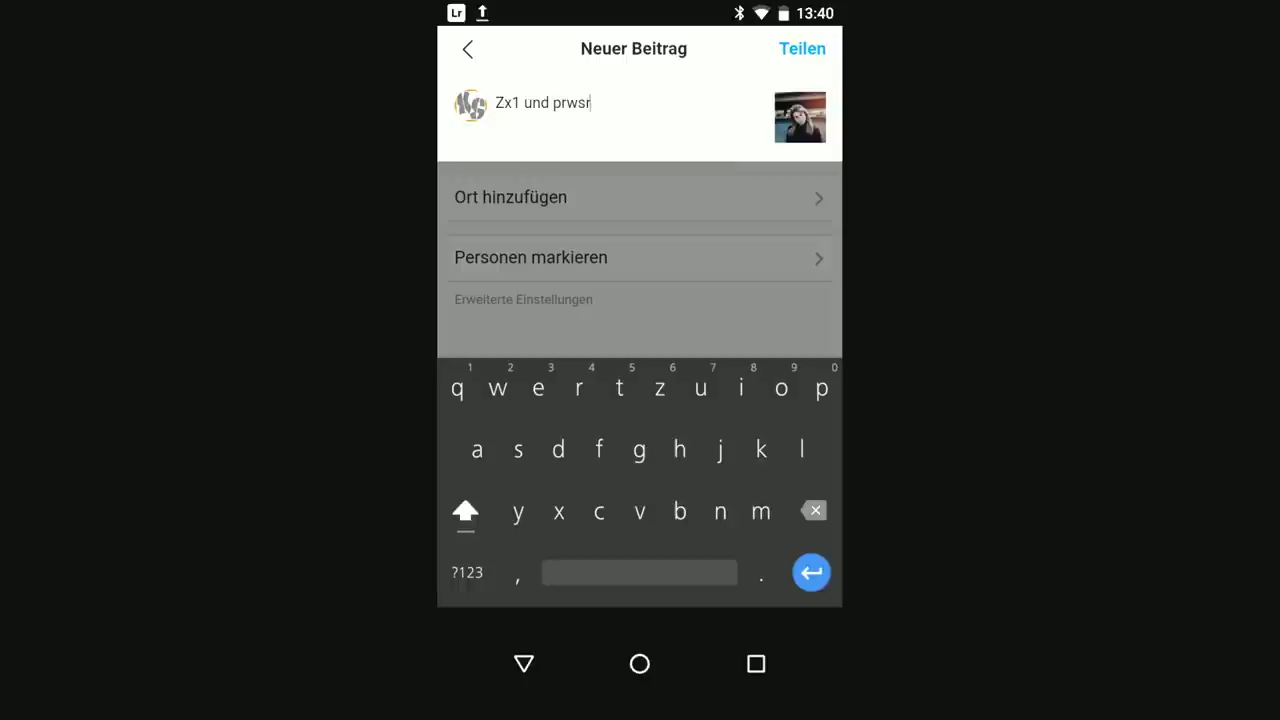 Lr 13:40
Neuer Beitrag Teilen
KS Zx1 und prwsr
Ort hinzufügen
Personen markieren
Erweiterte Einstellungen
1 2 3 4 5 6 7 8 9 0
q w e r t z u i o p
a s d f g h j k l
y x c v b n m
?123 , .